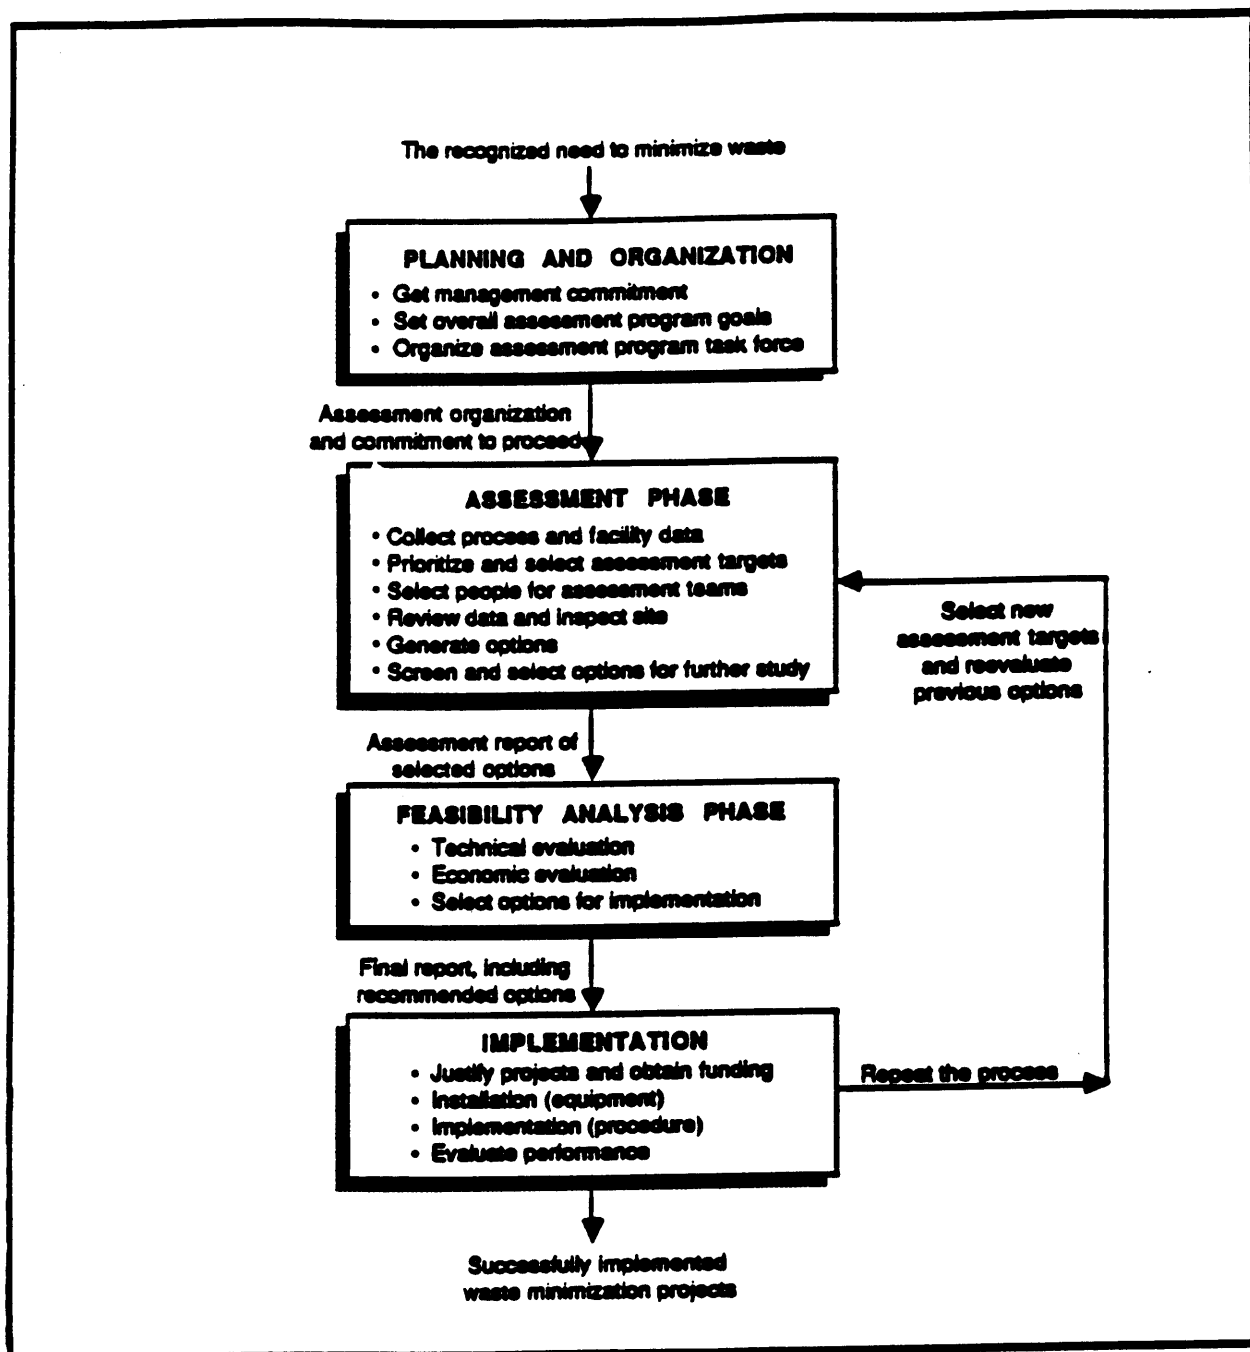 The recognized need to minimize waste
PLANNING AND ORGANIZATION
• Get management commitment
• Set overall assessment program goals
• Organize assessment program task force
Assessment organization
and commitment to proceed
ASSESSMENT PHASE
• Collect process and facility data
• Prioritize and select assessment targets
• Select people for assessment teams
• Review data and inspect site
• Generate options
• Screen and select options for further study
Select new
assessment targets
and reevaluate
previous options
Assessment report of
selected options
FEASIBILITY ANALYSIS PHASE
• Technical evaluation
• Economic evaluation
• Select options for implementation
Final report, including
recommended options
IMPLEMENTATION
• Justify projects and obtain funding
• Installation (equipment)
• Implementation (procedure)
• Evaluate performance
Repeat the process
Successfully implemented
waste minimization projects